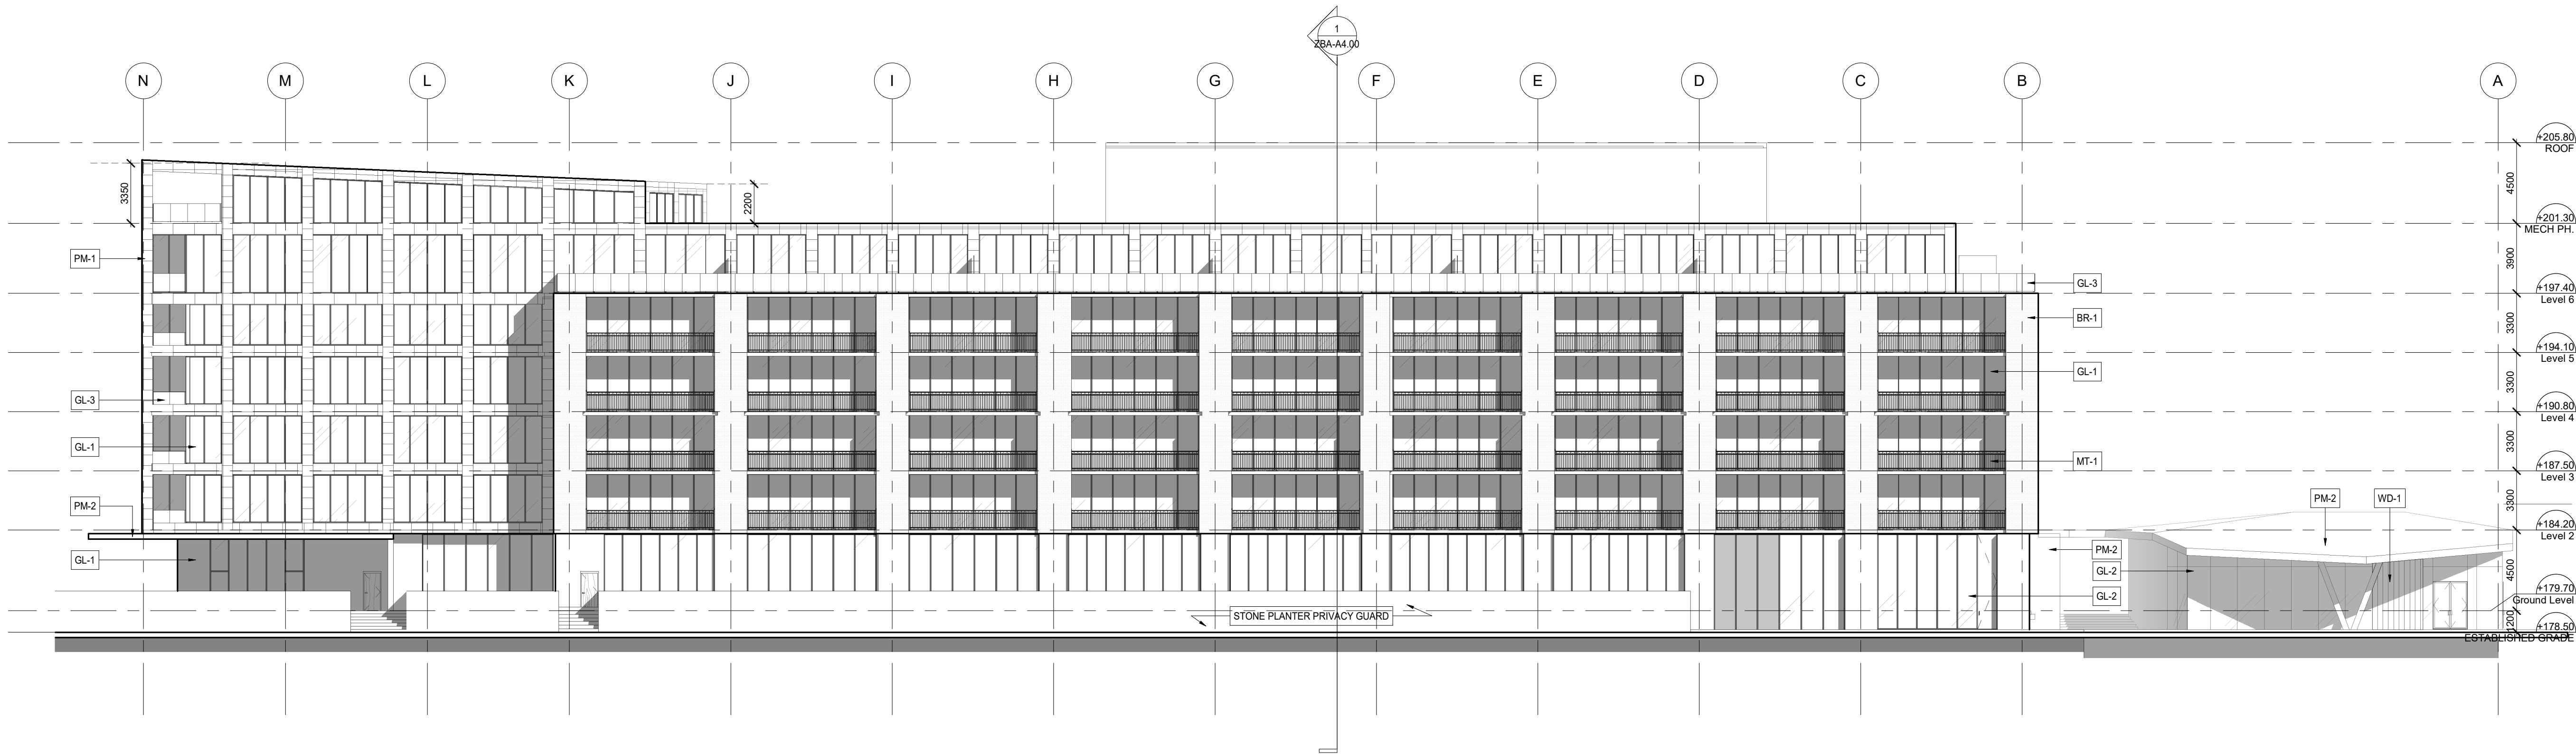 1
ZBA-A4.00
N
M
L
K
J
I
H
G
F
E
D
C
B
A
+205.80
ROOF
4500
3350
2200
+201.30
MECH PH.
PM-1
3900
GL-3
+197.40
Level 6
BR-1
3300
+194.10
Level 5
GL-1
GL-3
3300
+190.80
Level 4
GL-1
3300
MT-1
+187.50
Level 3
PM-2
PM-2
WD-1
3300
+184.20
Level 2
GL-1
PM-2
GL-2
4500
+179.70
Ground Level
GL-2
STONE PLANTER PRIVACY GUARD
1200
+178.50
ESTABLISHED GRADE